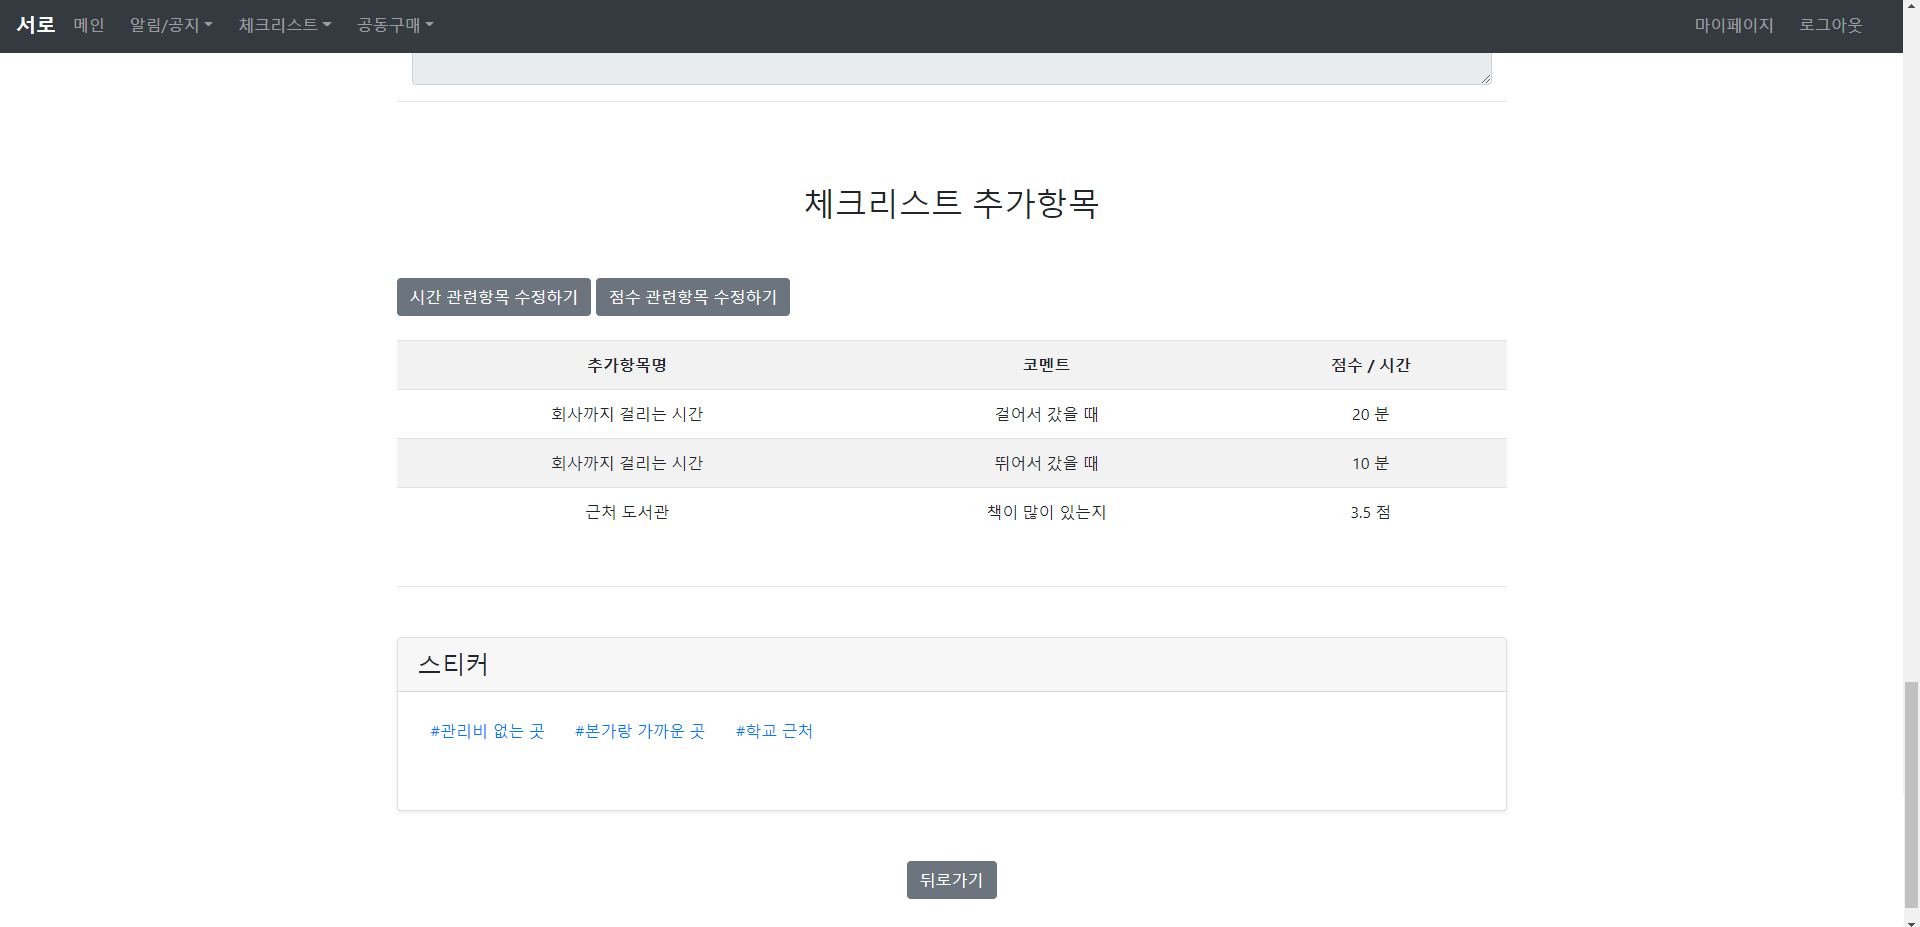 서로 메인 알림/공지 체크리스트 공동구매 마이페이지 로그아웃
체크리스트 추가항목
시간 관련항목 수정하기 점수 관련항목 수정하기
추가항목명 코멘트 점수 / 시간
회사까지 걸리는 시간 걸어서 갔을 때 20 분
회사까지 걸리는 시간 뛰어서 갔을 때 10 분
근처 도서관 책이 많이 있는지 3.5 점
스티커
#관리비 없는 곳 #본가랑 가까운 곳 #학교 근처
뒤로가기